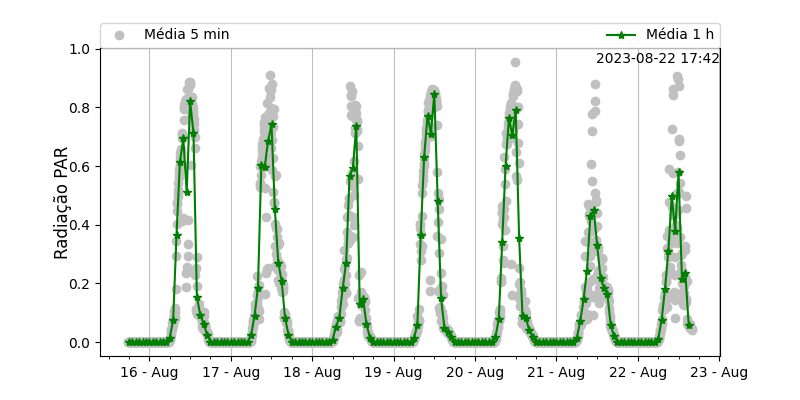 Média 5 min
Média 1 h
2023-08-22 17:42
1.0
0.8
0.6
0.4
0.2
0.0
Radiação PAR
16 - Aug
17 - Aug
18 - Aug
19 - Aug
20 - Aug
21 - Aug
22 - Aug
23 - Aug